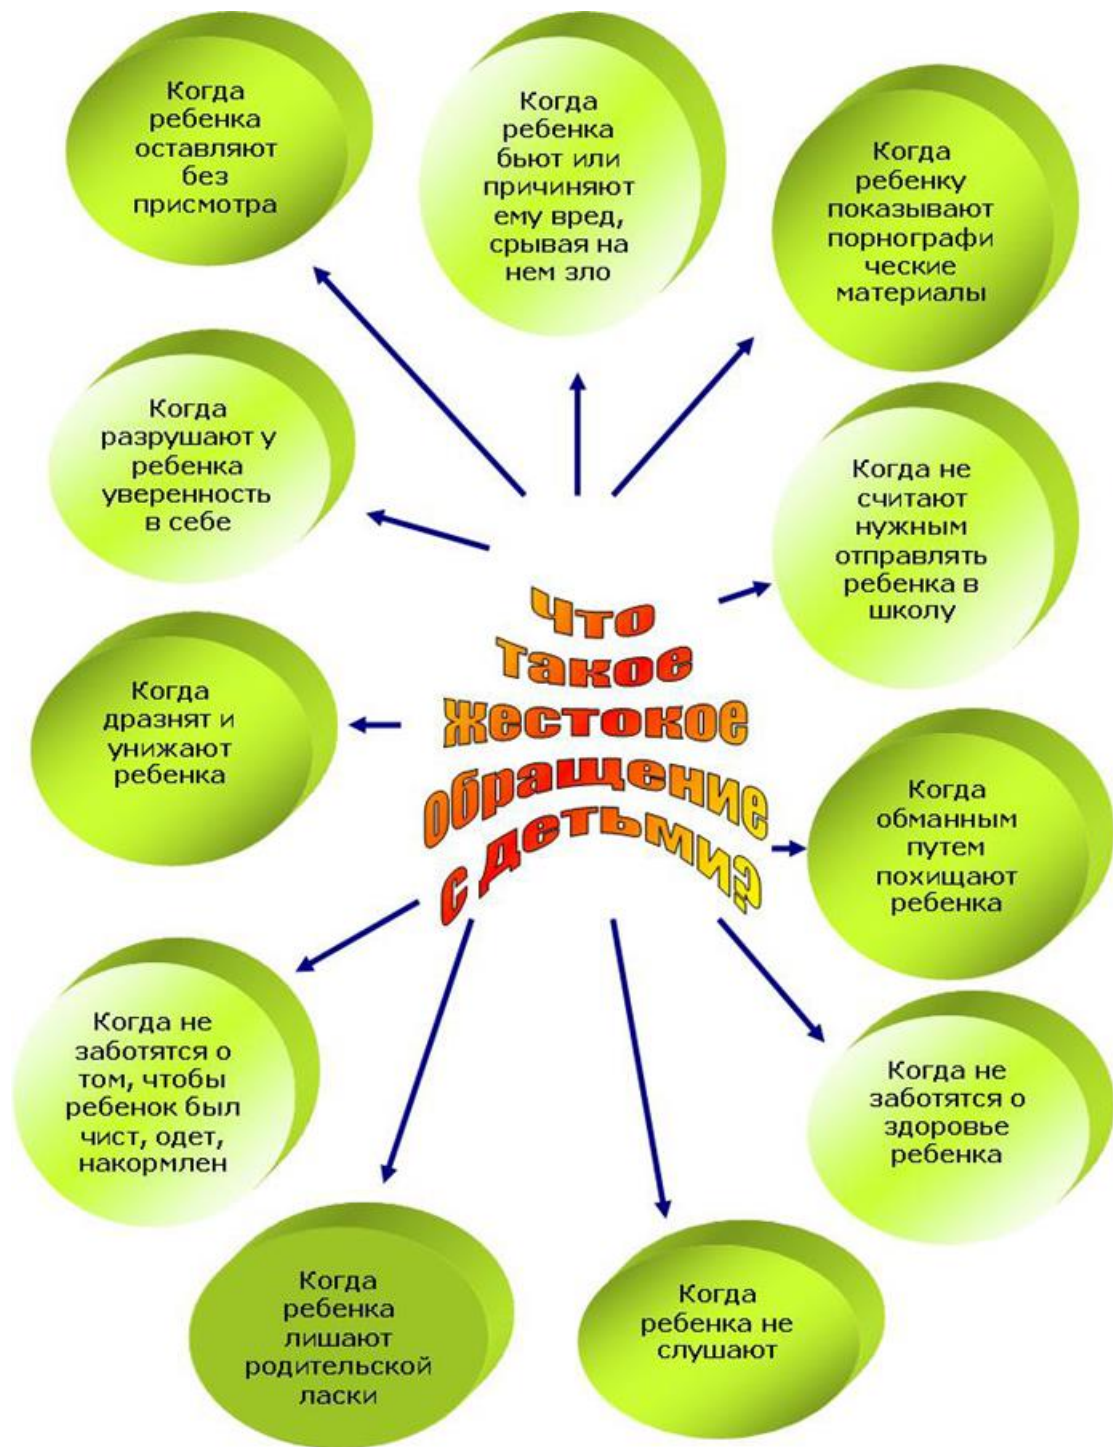 Когда
ребенка
оставляют
без
присмотра
Когда
ребенка
бьют или
причиняют
ему вред,
срывая на
нем зло
Когда
ребенку
показывают
порнографи
ческие
материалы
Когда
разрушают у
ребенка
уверенность
в себе
Когда не
считают
нужным
отправлять
ребенка в
школу
Что
такое
жестокое
обращение
с детьми?
Когда
дразнят и
унижают
ребенка
Когда
обманным
путем
похищают
ребенка
Когда не
заботятся о
том, чтобы
ребенок был
чист, одет,
накормлен
Когда не
заботятся о
здоровье
ребенка
Когда
ребенка
лишают
родительской
ласки
Когда
ребенка не
слушают